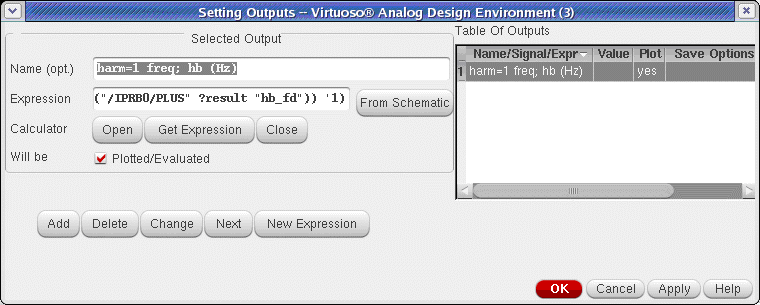 Setting Outputs -- Virtuoso® Analog Design Environment (3)
Selected Output
Name (opt.) harm=1 freq; hb (Hz)
Expression ("/IPRB0/PLUS" ?result "hb_fd")) '1) From Schematic
Calculator Open Get Expression Close
Will be Plotted/Evaluated
Add Delete Change Next New Expression
Table Of Outputs
Name/Signal/Expr Value Plot Save Options
1 harm=1 freq; hb (Hz) yes
OK Cancel Apply Help